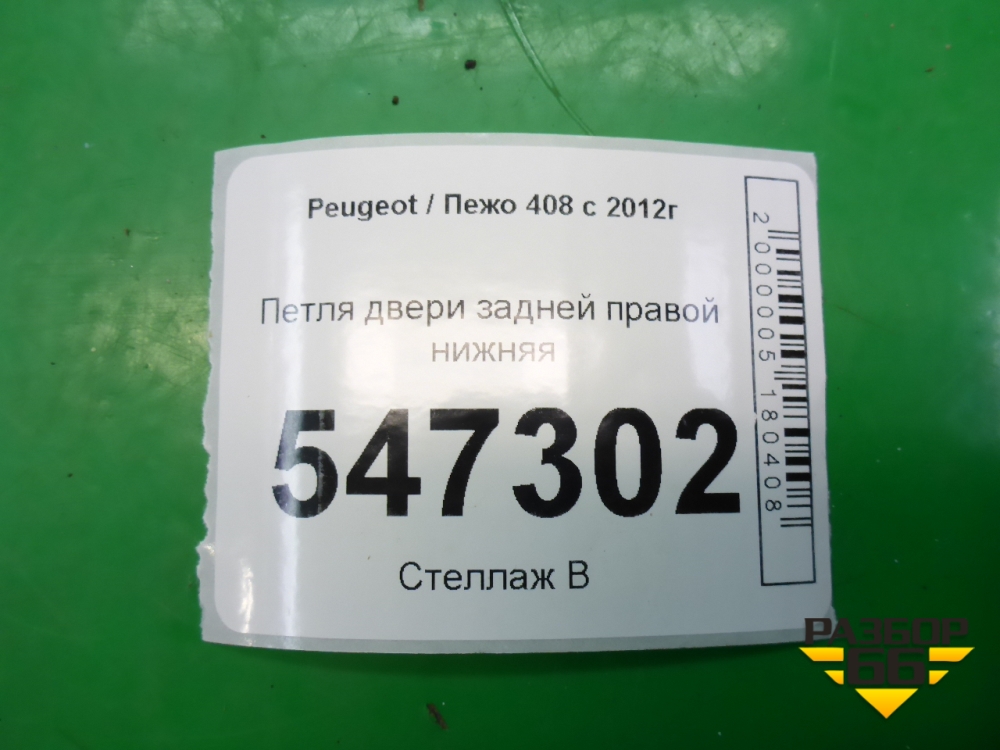 Peugeot / Пежо 408 с 2012г
Петля двери задней правой
нижняя
547302
Стеллаж В
2000005180408
РАЗБОР
66